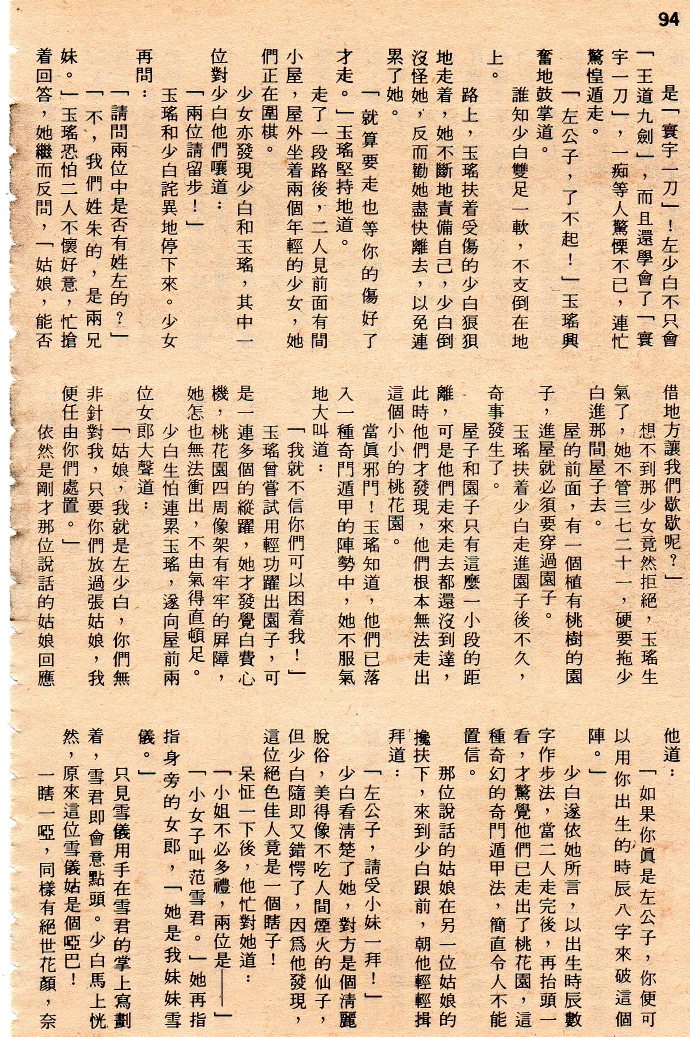 94
是「寰宇一刀」！左少白不只會
「王道九劍」，而且還學會了「寰
宇一刀」，一痴等人驚慄不已，連忙
驚惶遁走。
「左公子，了不起！」玉瑤興
奮地鼓掌道。
誰知少白雙足一軟，不支倒在地
上。
路上，玉瑤扶着受傷的少白狠狽
地走着，她不斷地責備自己，少白倒
沒怪她，反而勸她盡快離去，以免連
累了她。
「就算要走也等你的傷好了
才走。」玉瑤堅持地道。
走了一段路後，二人見前面有間
小屋，屋外坐着兩個年輕的少女，她
們正在圍棋。
少女亦發現少白和玉瑤，其中一
位對少白他們嚷道：
「兩位請留步！」
玉瑤和少白詫異地停下來。少女
再問：
「請問兩位中是否有姓左的？」
「不，我們姓朱的，是兩兄
妹。」玉瑤恐怕二人不懷好意，忙搶
着回答，她繼而反問，「姑娘，能否
借地方讓我們歇歇呢？」
想不到那少女竟然拒絕，玉瑤生
氣了，她不管三七二十一，硬要拖少
白進那間屋子去。
屋的前面，有一個植有桃樹的園
子，進屋就必須要穿過園子。
玉瑤扶着少白走進園子後不久，
奇事發生了。
屋子和園子只有這麼一小段的距
離，可是他們走來走去都還沒到達，
此時他們才發現，他們根本無法走出
這個小小的桃花園。
當真邪門！玉瑤知道，他們已落
入一種奇門遁甲的陣勢中，她不服氣
地大叫道：
「我就不信你們可以困着我！」
玉瑤曾嘗試用輕功躍出園子，可
是一連多個的縱躍，她才發覺白費心
機，桃花園四周像架有牢牢的屛障，
她怎也無法衝出，不由氣得直頓足。
少白生怕連累玉瑤，遂向屋前兩
位女郎大聲道：
「姑娘，我就是左少白，你們無
非針對我，只要你們放過張姑娘，我
便任由你們處置。」
依然是剛才那位說話的姑娘回應
他道：
「如果你眞是左公子，你便可
以用你出生的時辰八字來破這個
陣。」
少白遂依她所言，以出生時辰數
字作步法，當二人走完後，再抬頭一
看，才驚覺他們已走出了桃花園，這
種奇幻的奇門遁甲法，簡直令人不能
置信。
那位說話的姑娘在另一位姑娘的
攙扶下，來到少白跟前，朝他輕輕揖
拜道：
「左公子，請受小妹一拜！」
少白看清楚了她，對方是個清麗
脫俗，美得像不吃人間煙火的仙子，
但少白隨即又錯愕了，因爲他發現，
這位絕色佳人竟是一個瞎子！
呆怔一下後，他忙對她道：
「小姐不必多禮，兩位是——」
「小女子叫范雪君。」她再指
指身旁的女郎，「她是我妹妹雪
儀。」
只見雪儀用手在雪君的掌上寫劃
着，雪君即會意點頭。少白馬上恍
然，原來這位雪儀姑是個啞巴！
一瞎一啞，同樣有絕世花顏，奈